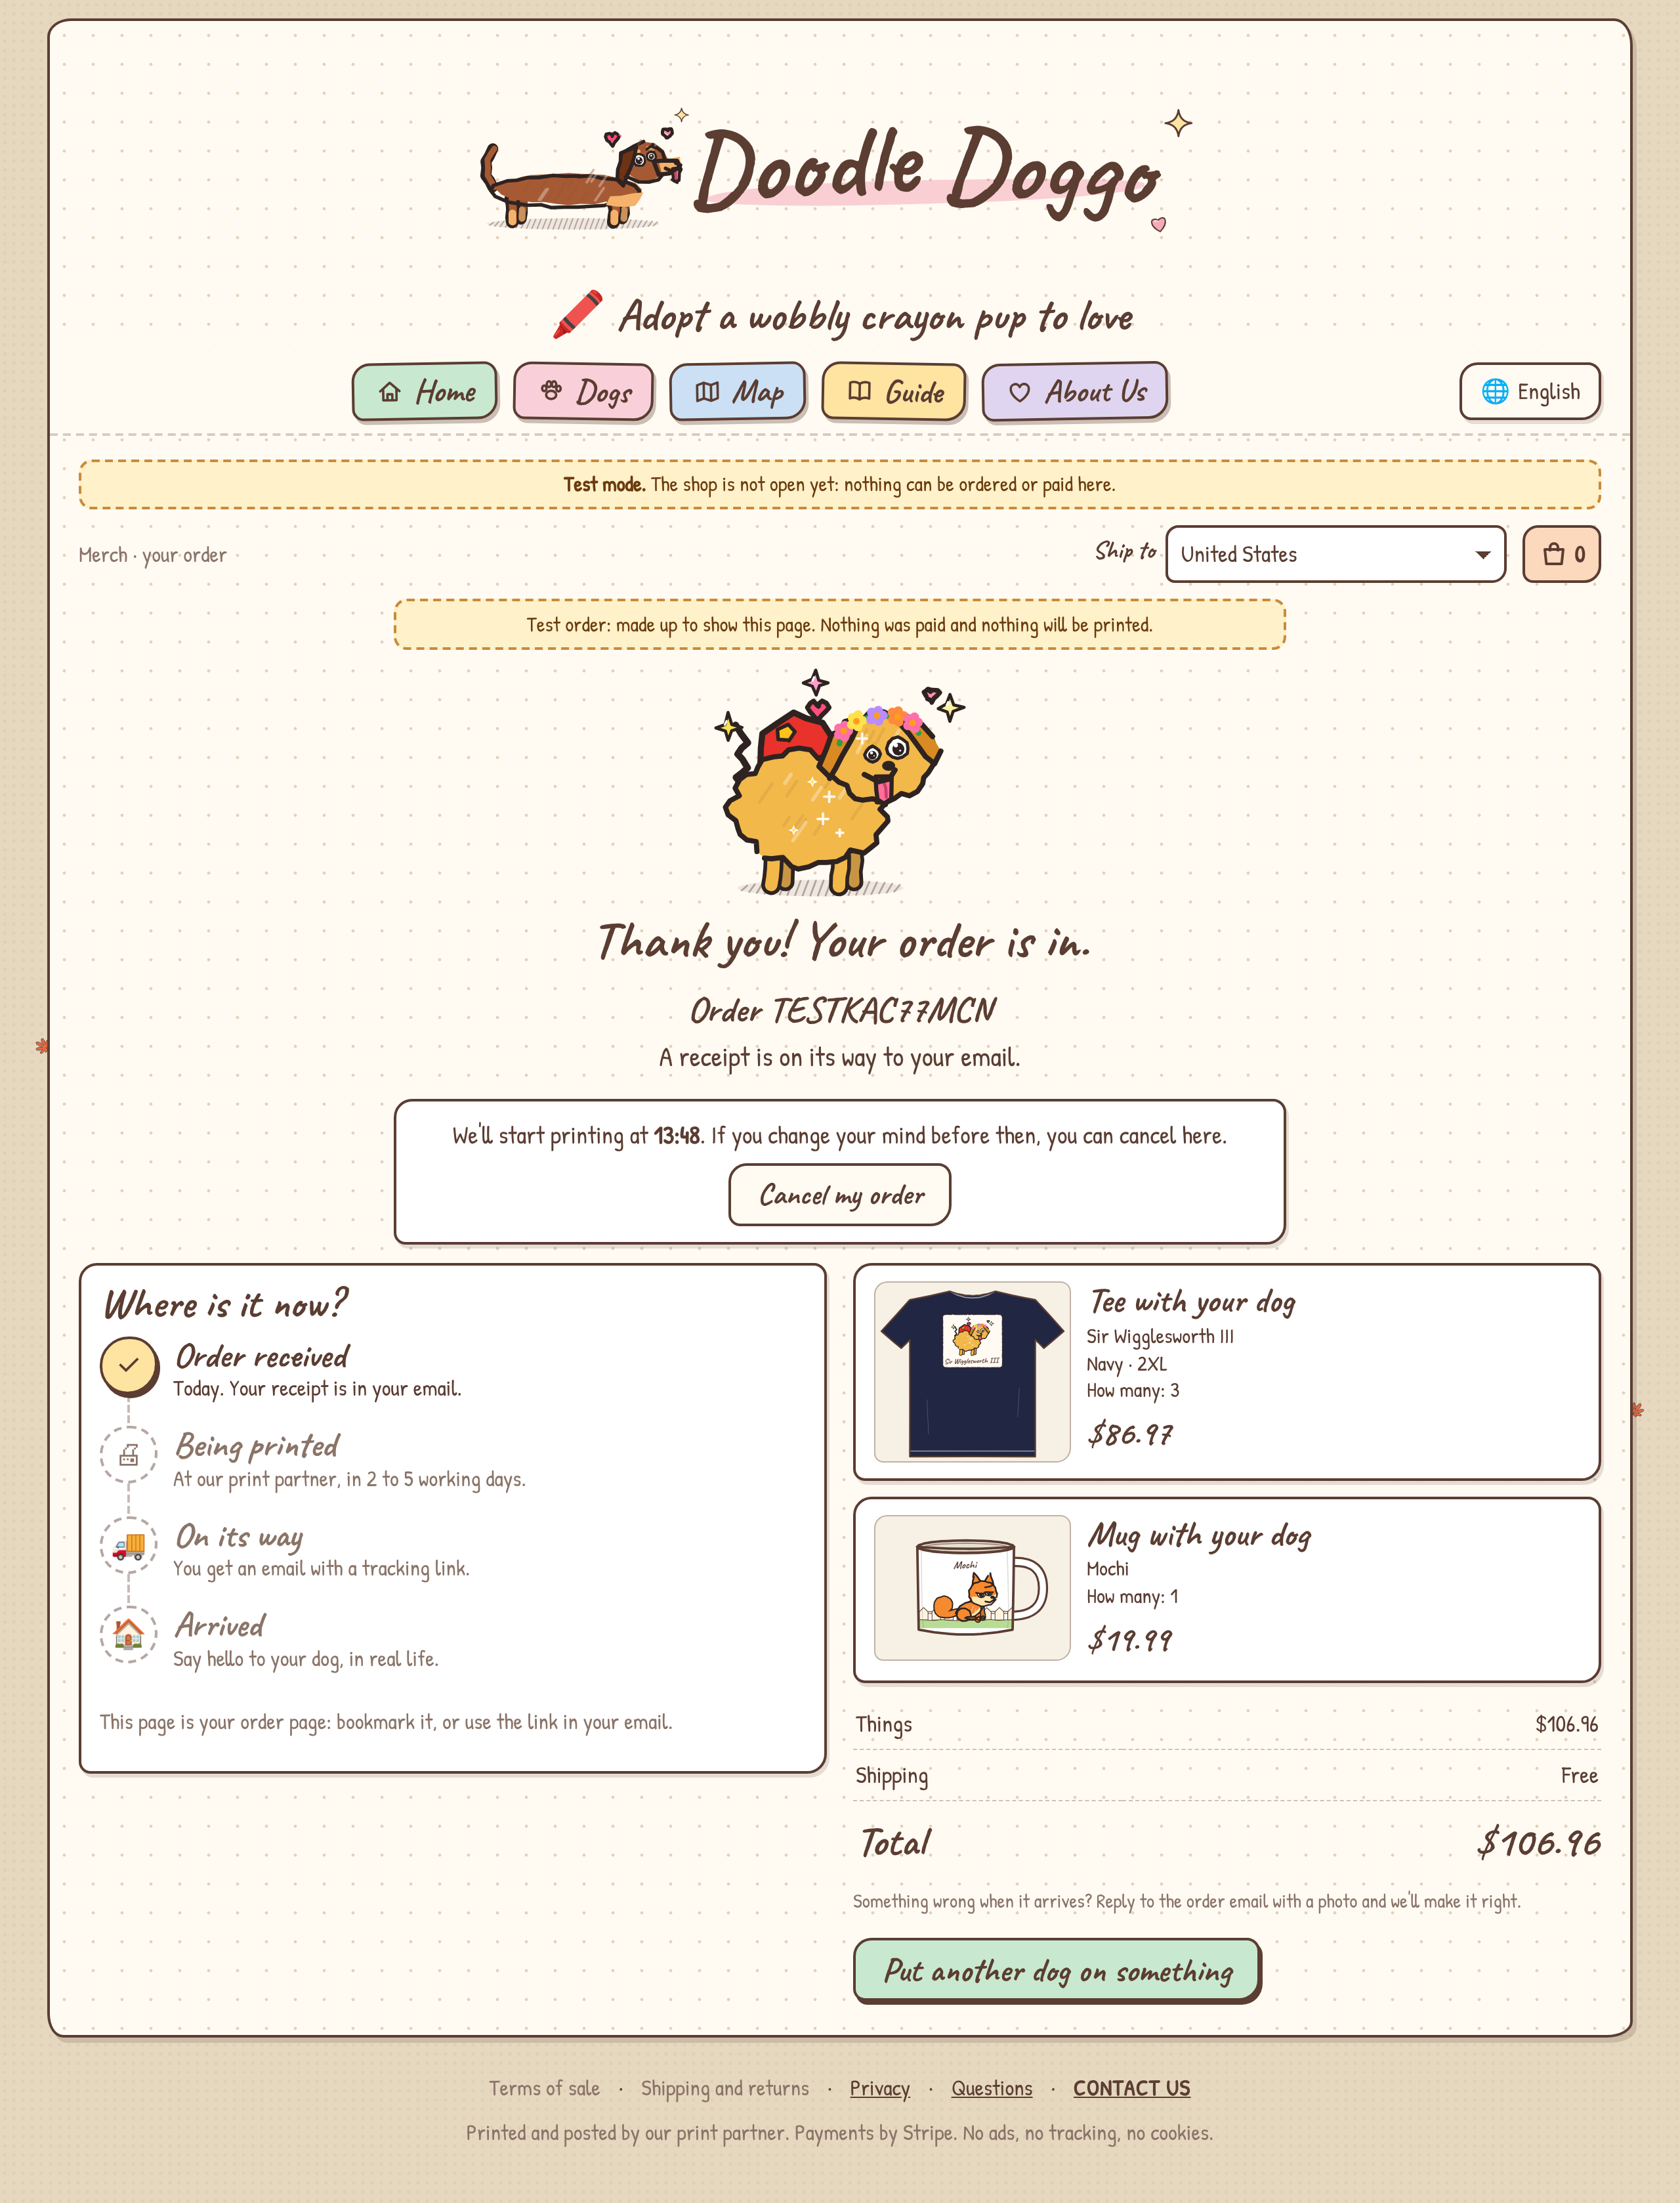 Doodle Doggo
Adopt a wobbly crayon pup to love
Home
Dogs
Map
Guide
About Us
English
Test mode. The shop is not open yet: nothing can be ordered or paid here.
Merch · your order
Ship to
United States
0
Test order: made up to show this page. Nothing was paid and nothing will be printed.
Thank you! Your order is in.
Order TESTKAC77MCN
A receipt is on its way to your email.
We'll start printing at 13:48. If you change your mind before then, you can cancel here.
Cancel my order
Where is it now?
Order received
Today. Your receipt is in your email.
Being printed
At our print partner, in 2 to 5 working days.
On its way
You get an email with a tracking link.
Arrived
Say hello to your dog, in real life.
This page is your order page: bookmark it, or use the link in your email.
Sir Wigglesworth III
Tee with your dog
Sir Wigglesworth III
Navy · 2XL
How many: 3
$86.97
Mochi
Mug with your dog
Mochi
How many: 1
$19.99
Things $106.96
Shipping Free
Total $106.96
Something wrong when it arrives? Reply to the order email with a photo and we'll make it right.
Put another dog on something
Terms of sale · Shipping and returns · Privacy · Questions · CONTACT US
Printed and posted by our print partner. Payments by Stripe. No ads, no tracking, no cookies.